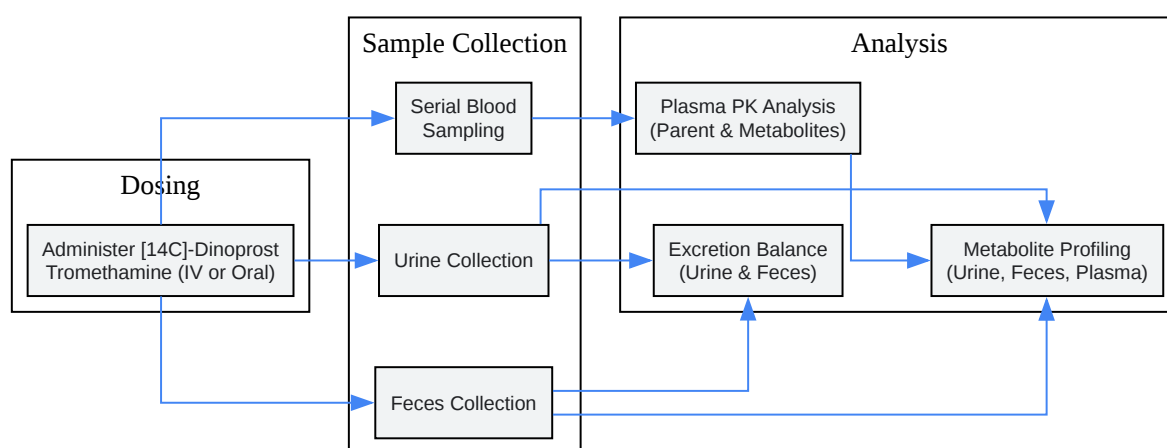 Dosing
Administer [14C]-Dinoprost
Tromethamine (IV or Oral)
Sample Collection
Serial Blood
Sampling
Urine Collection
Feces Collection
Analysis
Plasma PK Analysis
(Parent & Metabolites)
Excretion Balance
(Urine & Feces)
Metabolite Profiling
(Urine, Feces, Plasma)